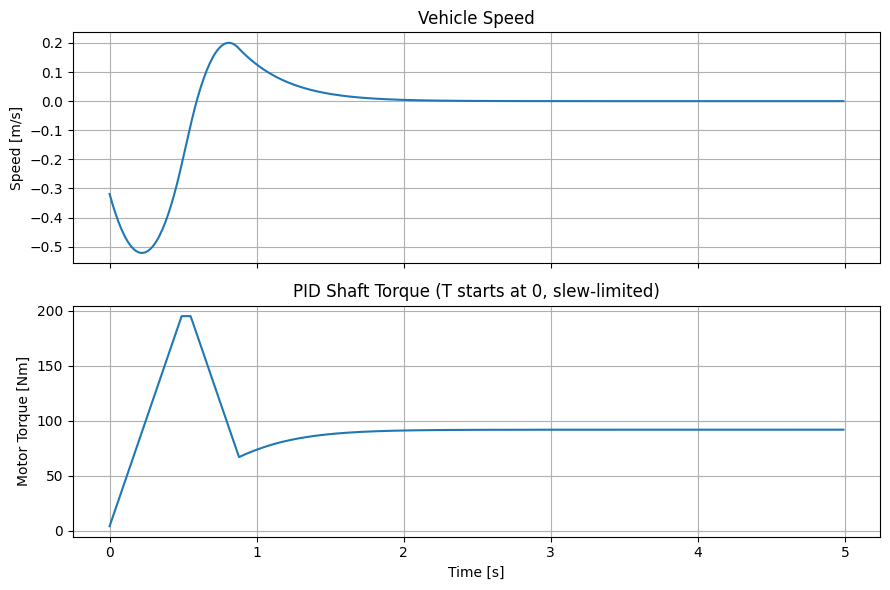 Vehicle Speed
Speed [m/s]
0.2
0.1
0.0
−0.1
−0.2
−0.3
−0.4
−0.5
PID Shaft Torque (T starts at 0, slew-limited)
Motor Torque [Nm]
200
150
100
50
0
0 1 2 3 4 5
Time [s]